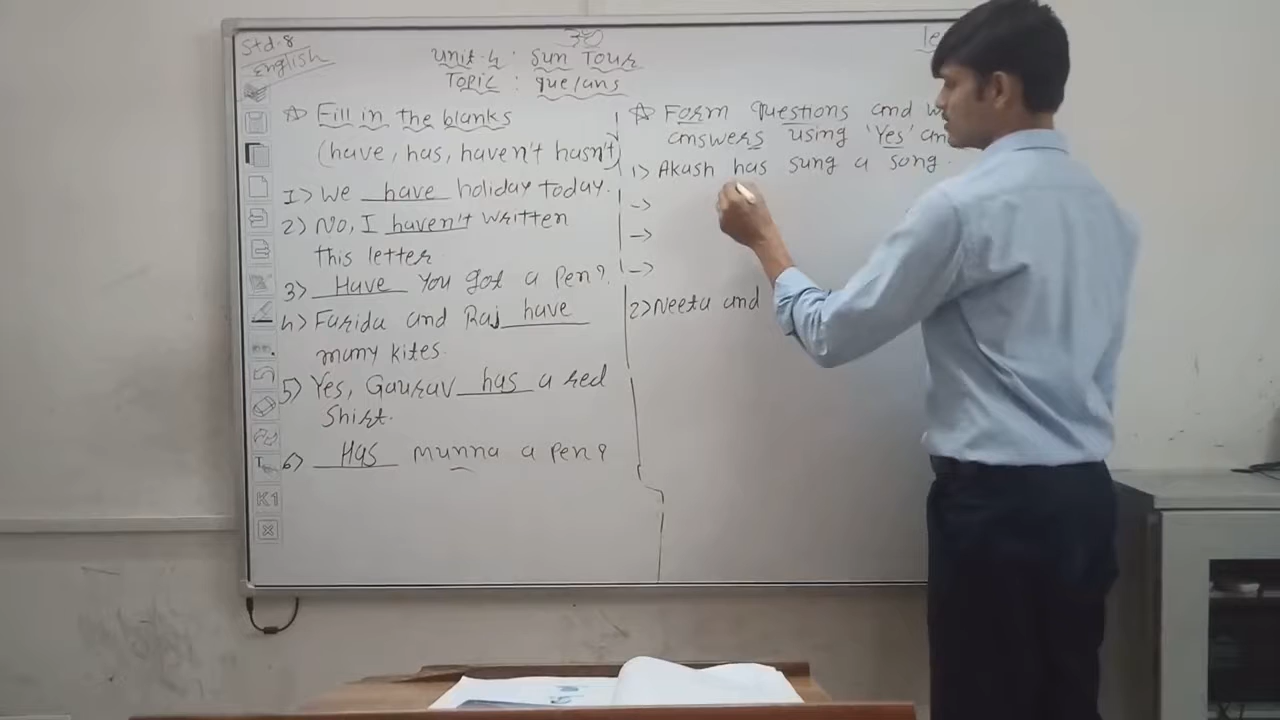 Std-8
English
Unit-4 : Sun Tour
Topic : que/ans
Fill in the blanks
(have, has, haven't hasn't)
1) We have holiday today.
2) No, I haven't written
this letter
3) Have You got a Pen?
4) Farida and Raj have
many kites.
5) Yes, Gaurav has a red
Shirt.
6) Has munna a Pen?
Form Questions and
answers using 'Yes'
1) Akash has sung a song.
→
→
→
2) Neeta and
K1